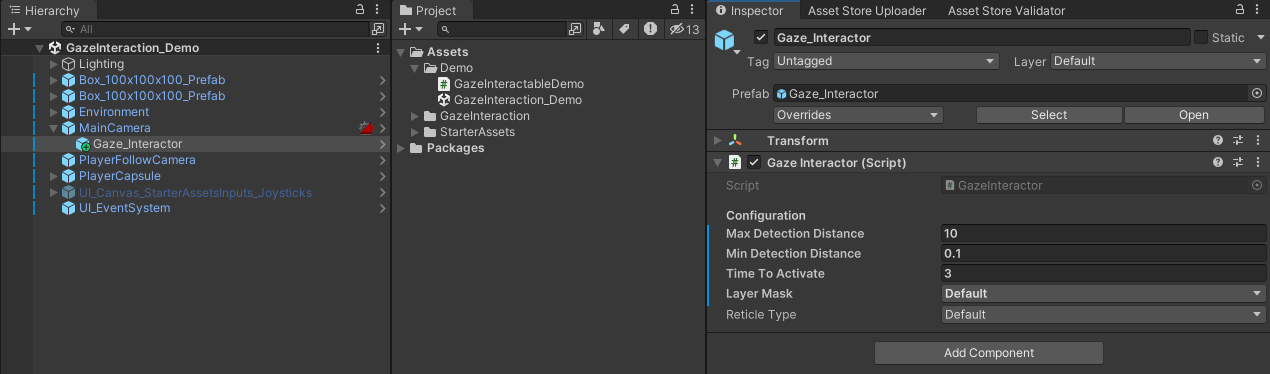 Hierarchy
All
GazeInteraction_Demo
Lighting
Box_100x100x100_Prefab
Box_100x100x100_Prefab
Environment
MainCamera
Gaze_Interactor
PlayerFollowCamera
PlayerCapsule
UI_Canvas_StarterAssetsInputs_Joysticks
UI_EventSystem
Project
13
Assets
Demo
GazeInteractableDemo
GazeInteraction_Demo
GazeInteraction
StarterAssets
Packages
Inspector Asset Store Uploader Asset Store Validator
Gaze_Interactor Static
Tag Untagged Layer Default
Prefab Gaze_Interactor
Overrides Select Open
Transform
# Gaze Interactor (Script)
Script # GazeInteractor
Configuration
Max Detection Distance 10
Min Detection Distance 0.1
Time To Activate 3
Layer Mask Default
Reticle Type Default
Add Component